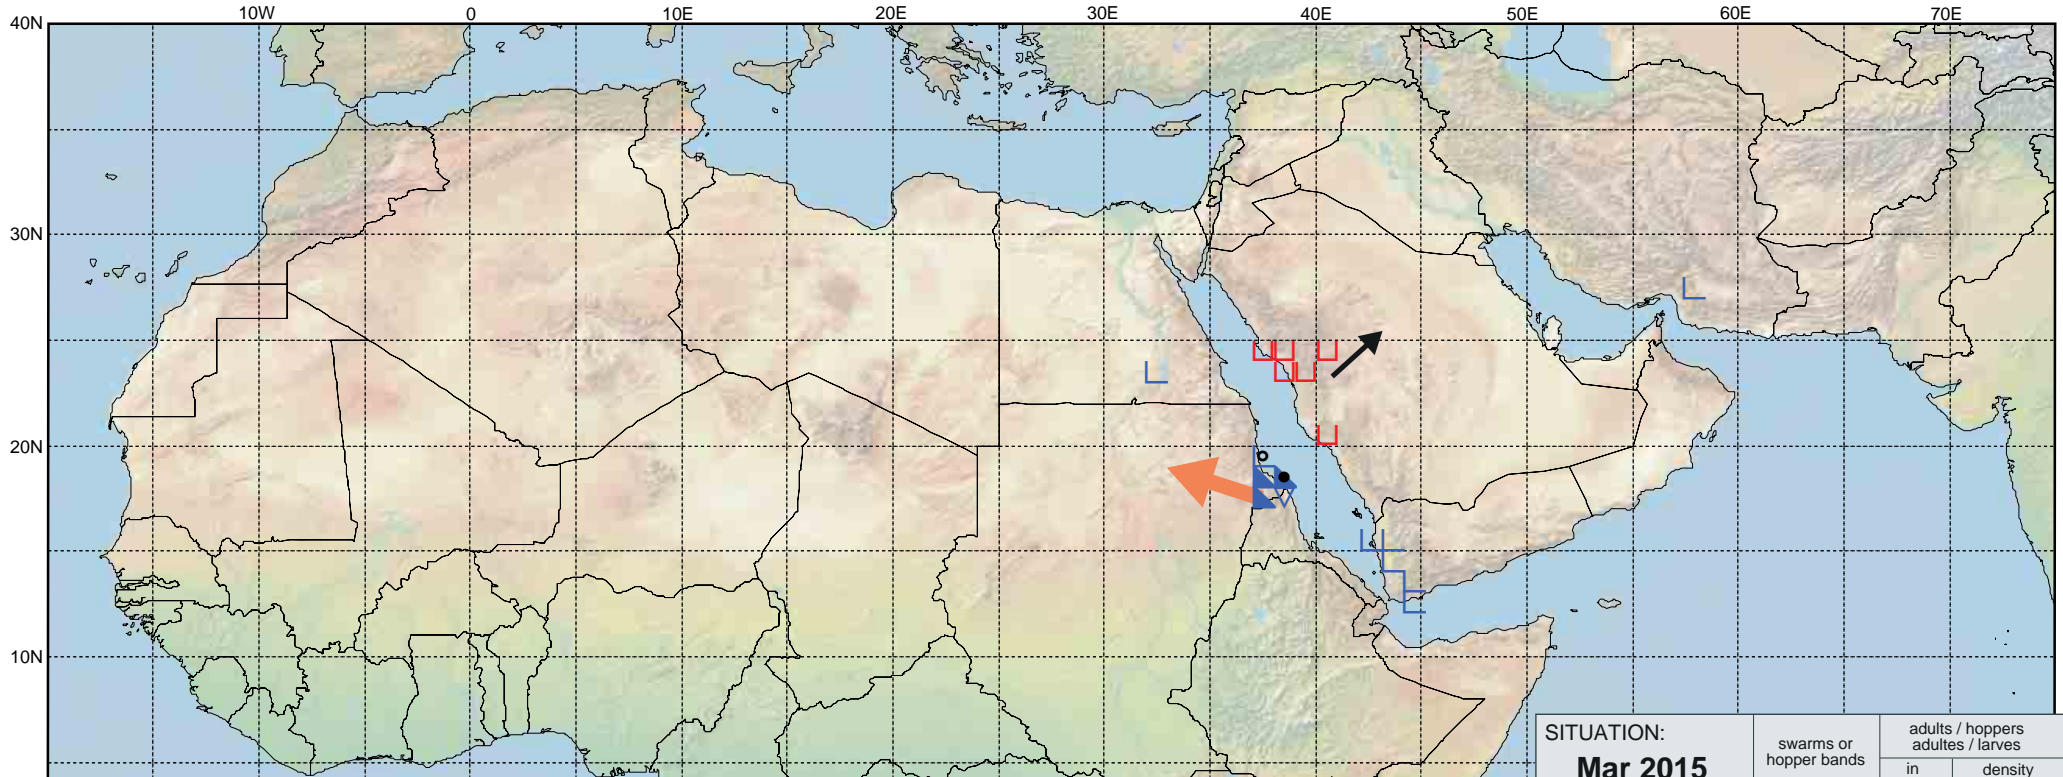 10W 0 10E 20E 30E 40E 50E 60E 70E
40N
30N
20N
10N
SITUATION:
Mar 2015
swarms or
hopper bands
adults / hoppers
adultes / larves
in
density